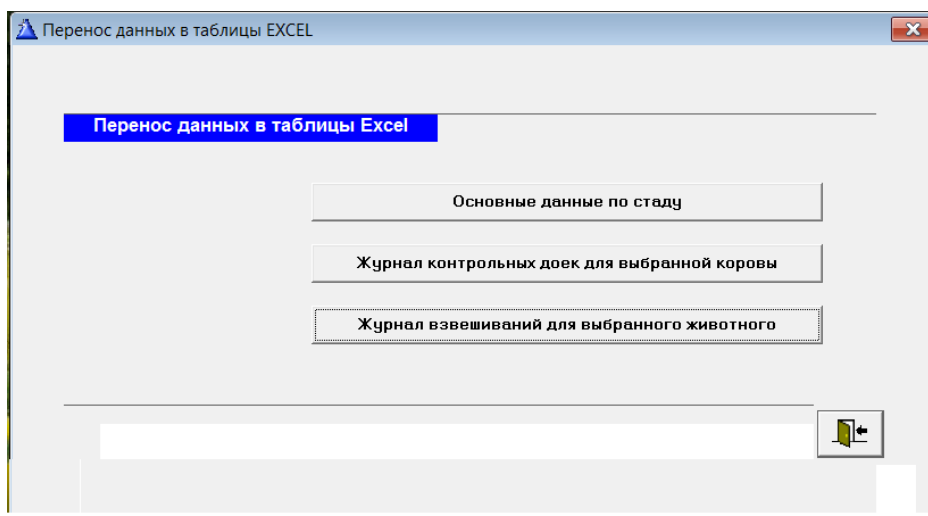 Перенос данных в таблицы EXCEL
Перенос данных в таблицы Excel
Основные данные по стаду
Журнал контрольных доек для выбранной коровы
Журнал взвешиваний для выбранного животного